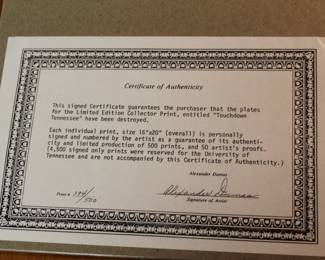 Certificate of Authenticity
This signed Certificate guarantees the purchaser that the plates
for the Limited Edition Collector Print, entitled "Touchdown
Tennessee" have been destroyed.
Each individual print, size 16"x20" (overall) is personally
signed and numbered by the artist as a guarantee of its authenti-
city and limited production of 500 prints, and 50 artist's proofs.
(4,500 signed only prints were reserved for the University of
Tennessee and are not accompanied by this Certificate of Authenticity.)
Alexander Dumas
Alexander Dumas
Print # /500
Signature of Artist